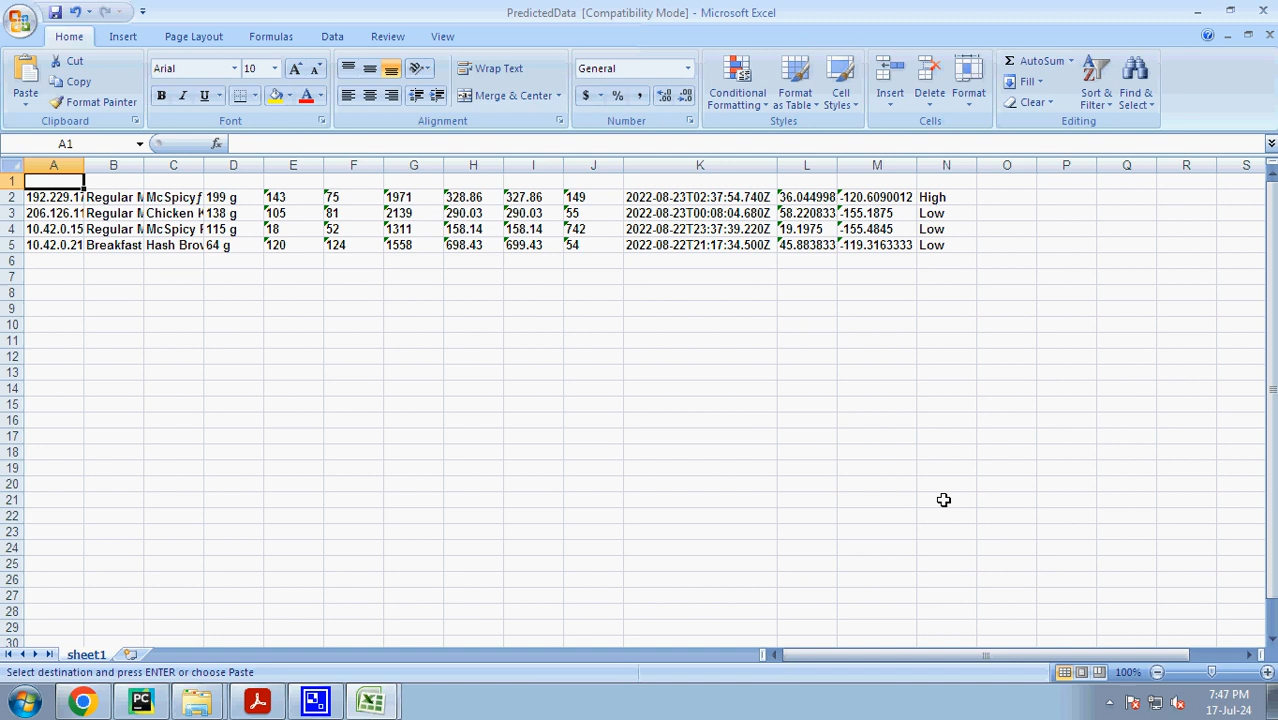 PredictedData [Compatibility Mode] - Microsoft Excel
Home Insert Page Layout Formulas Data Review View
Paste Cut Copy Format Painter Clipboard
Arial 10 B I U A Font
Wrap Text Merge & Center Alignment
General $ % , Number
Conditional Formatting Format as Table Cell Styles Styles
Insert Delete Format Cells
Σ AutoSum Fill Clear Sort & Filter Find & Select Editing
A1 fx
A B C D E F G H I J K L M N O P Q R S
1
2 192.229.17 Regular M McSpicyƒ 199 g 143 75 1971 328.86 327.86 149 2022-08-23T02:37:54.740Z 36.044998 -120.6090012 High
3 206.126.11 Regular M Chicken K 138 g 105 81 2139 290.03 290.03 55 2022-08-23T00:08:04.680Z 58.220833 -155.1875 Low
4 10.42.0.15 Regular M McSpicy P 115 g 18 52 1311 158.14 158.14 742 2022-08-22T23:37:39.220Z 19.1975 -155.4845 Low
5 10.42.0.21 Breakfast Hash Brov 64 g 120 124 1558 698.43 699.43 54 2022-08-22T21:17:34.500Z 45.883833 -119.3163333 Low
6
7
8
9
10
11
12
13
14
15
16
17
18
19
20
21
22
23
24
25
26
27
28
29
30
sheet1
Select destination and press ENTER or choose Paste 100%
PC
7:47 PM
17-Jul-24